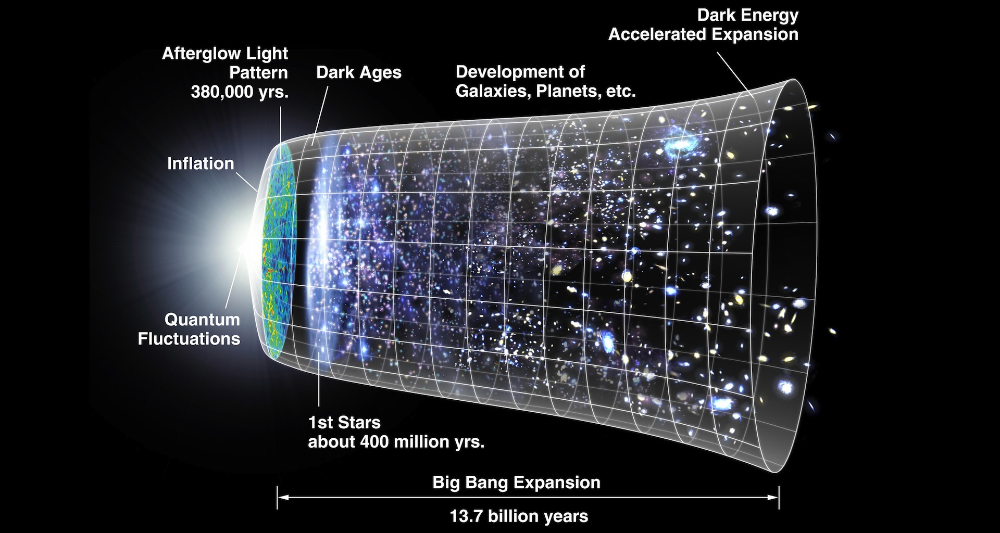 Dark Energy
Accelerated Expansion
Afterglow Light
Pattern
380,000 yrs.
Dark Ages
Development of
Galaxies, Planets, etc.
Inflation
Quantum
Fluctuations
1st Stars
about 400 million yrs.
Big Bang Expansion
13.7 billion years